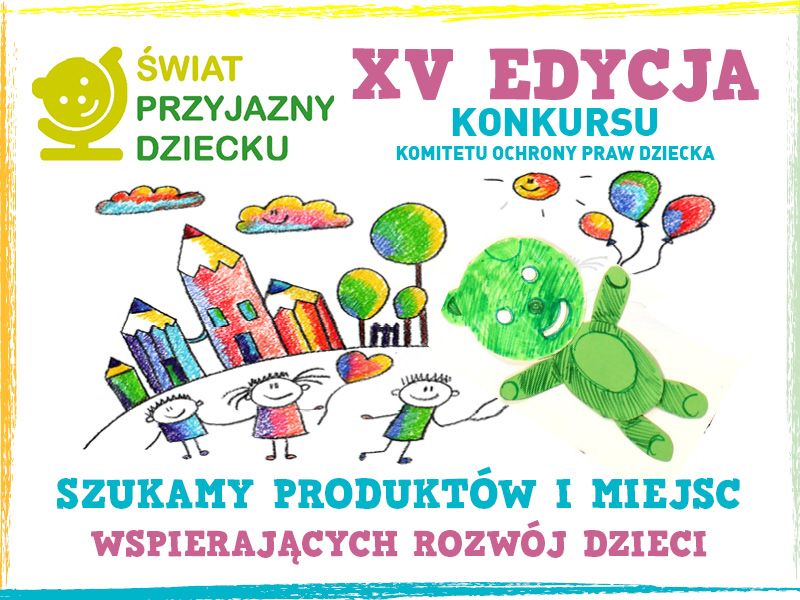 ŚWIAT
PRZYJAZNY
DZIECKU
XV EDYCJA
KONKURSU
KOMITETU OCHRONY PRAW DZIECKA
SZUKAMY PRODUKTÓW I MIEJSC
WSPIERAJĄCYCH ROZWÓJ DZIECI